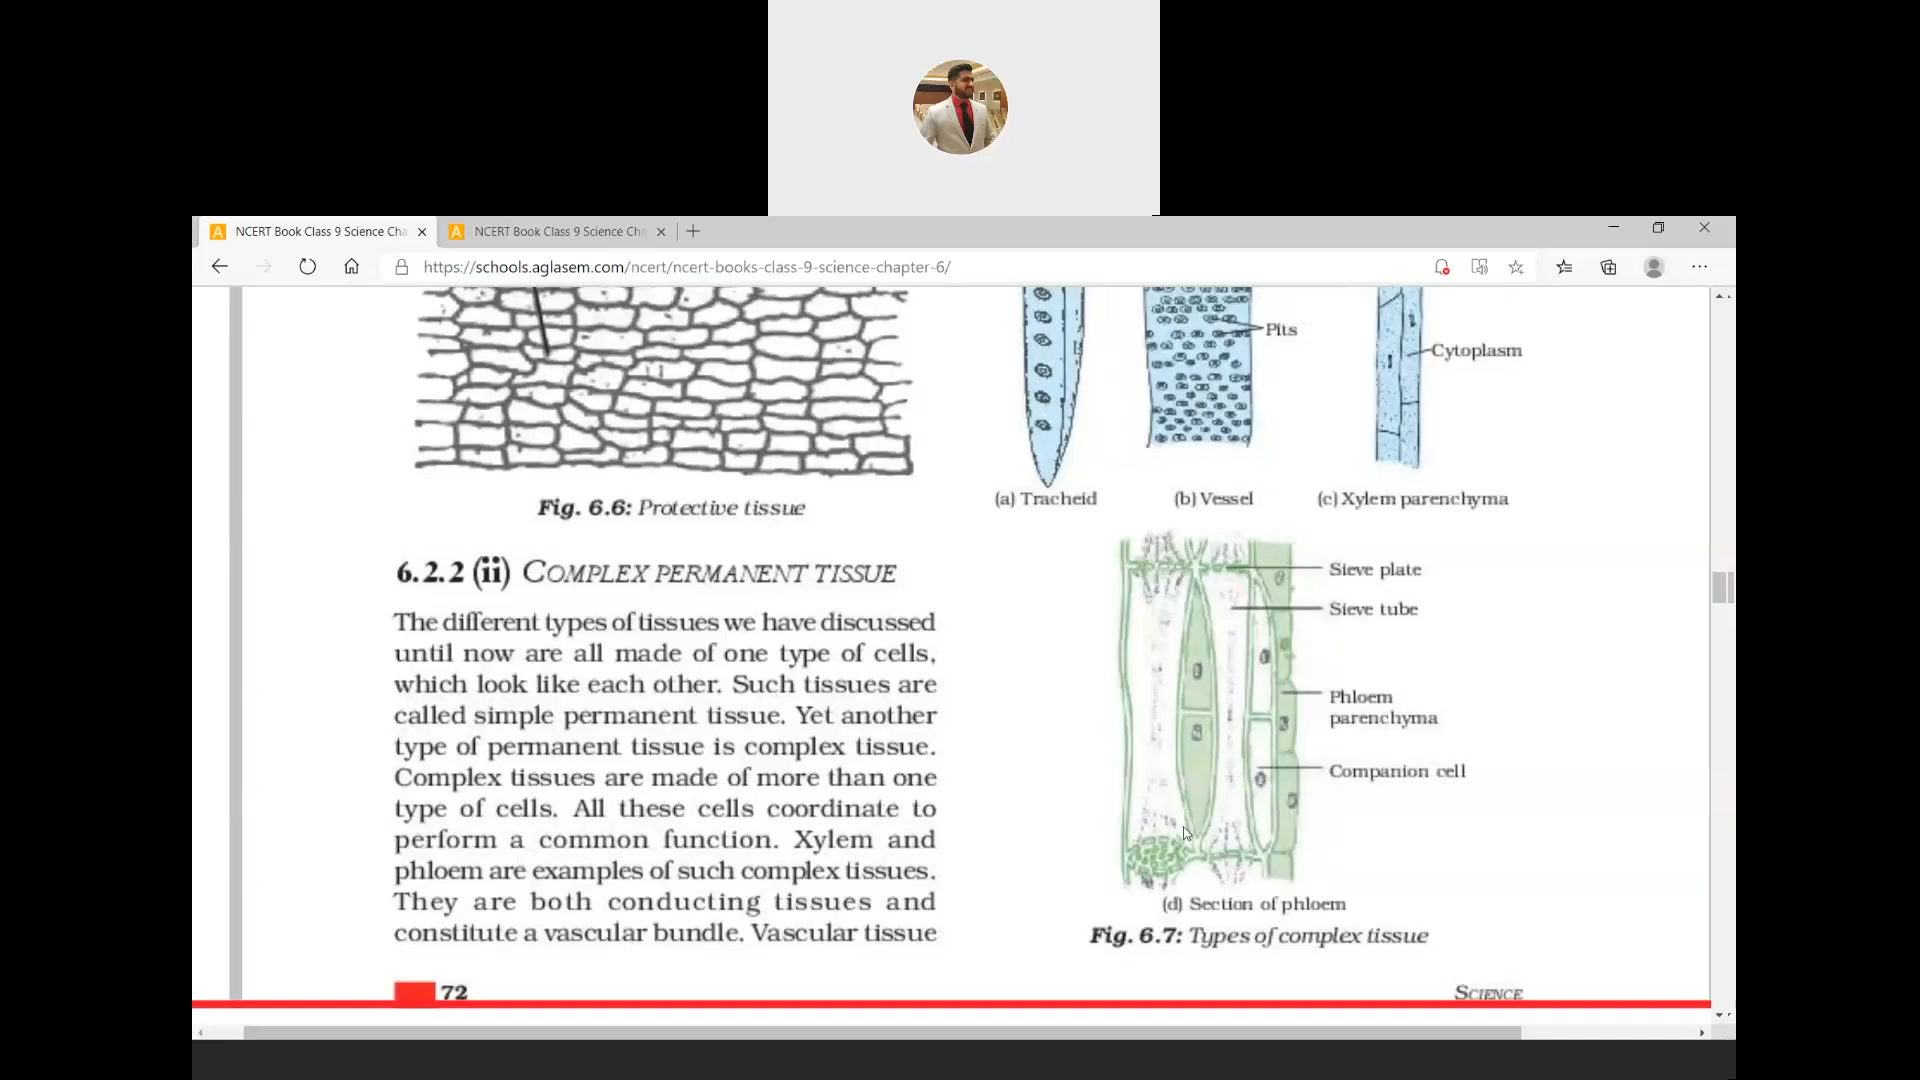 NCERT Book Class 9 Science Cha
NCERT Book Class 9 Science Cha
https://schools.aglasem.com/ncert/ncert-books-class-9-science-chapter-6/
Fig. 6.6: Protective tissue
6.2.2 (ii) COMPLEX PERMANENT TISSUE
The different types of tissues we have discussed
until now are all made of one type of cells,
which look like each other. Such tissues are
called simple permanent tissue. Yet another
type of permanent tissue is complex tissue.
Complex tissues are made of more than one
type of cells. All these cells coordinate to
perform a common function. Xylem and
phloem are examples of such complex tissues.
They are both conducting tissues and
constitute a vascular bundle. Vascular tissue
72
Pits
Cytoplasm
(a) Tracheid
(b) Vessel
(c) Xylem parenchyma
Sieve plate
Sieve tube
Phloem
parenchyma
Companion cell
(d) Section of phloem
Fig. 6.7: Types of complex tissue
SCIENCE